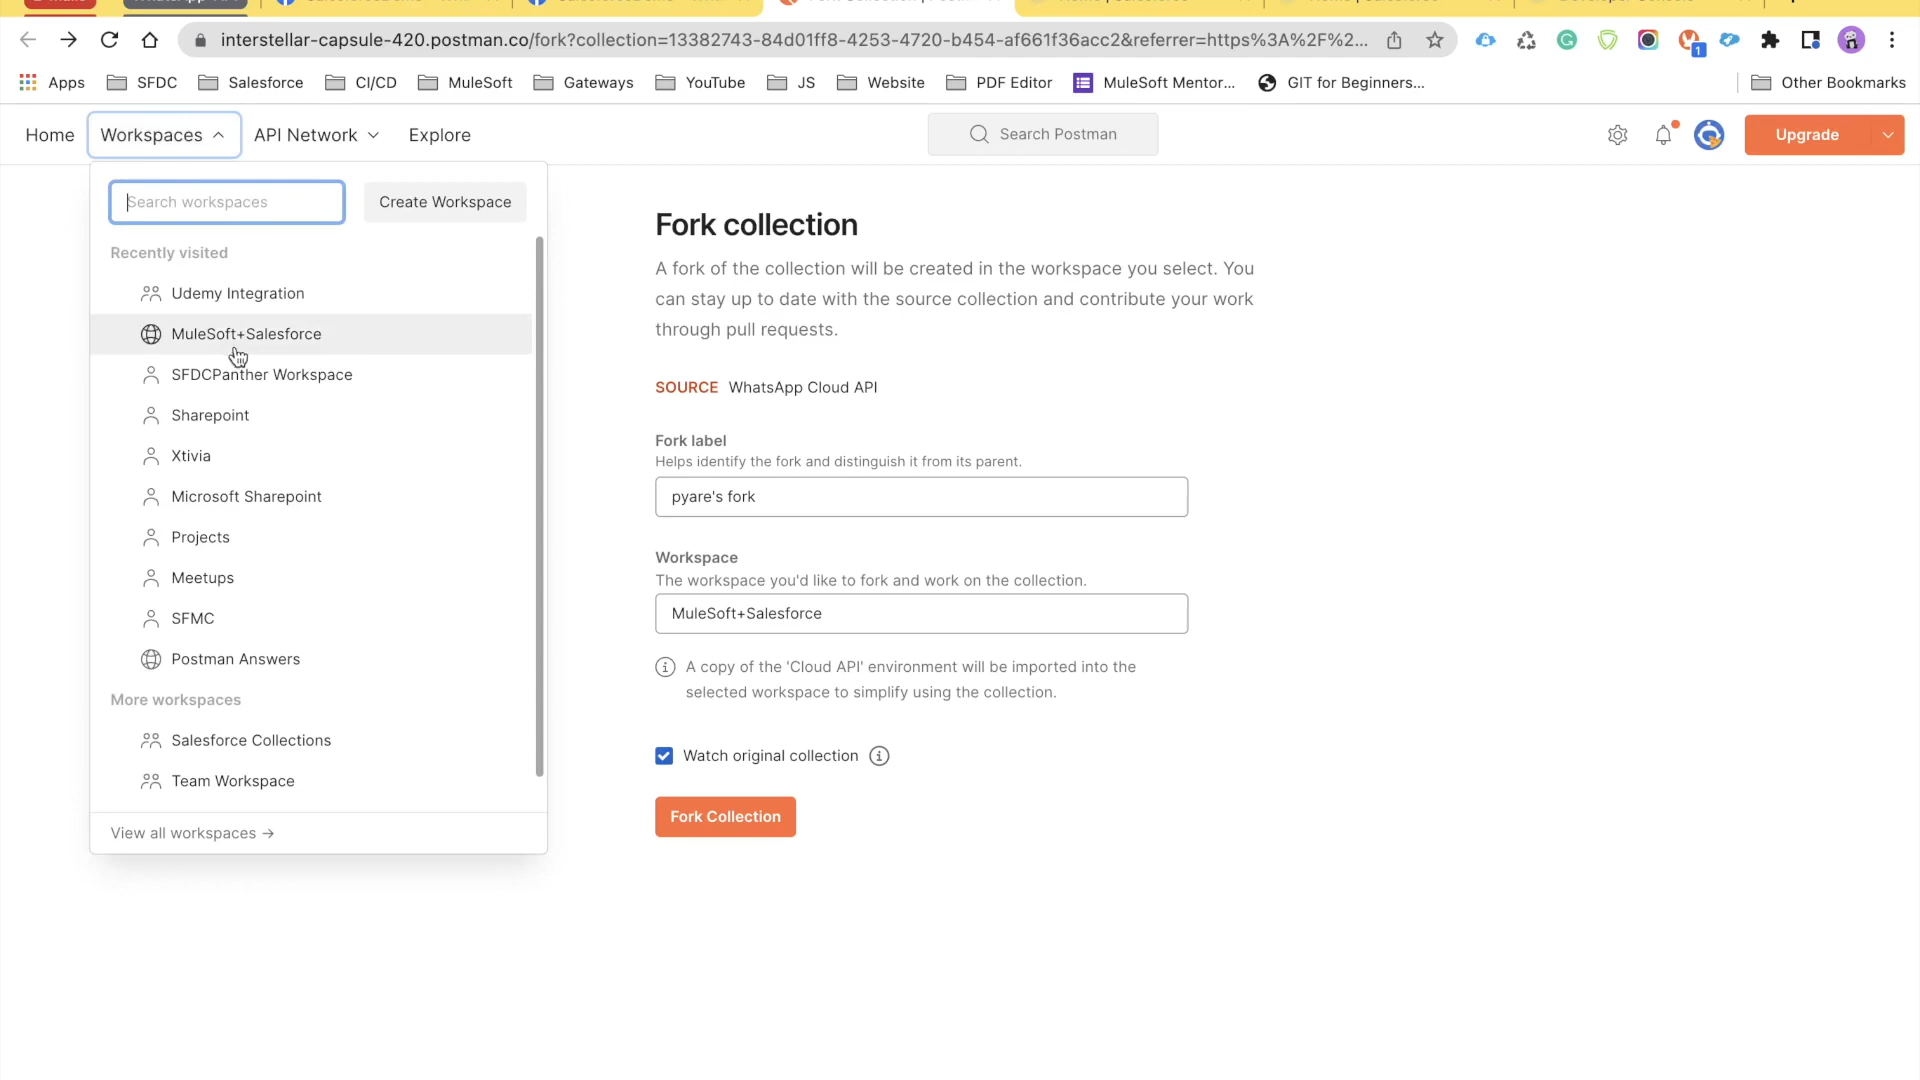 interstellar-capsule-420.postman.co/fork?collection=13382743-84d01ff8-4253-4720-b454-af661f36acc2&referrer=https%3A%2F%2...
1
Apps SFDC Salesforce CI/CD MuleSoft Gateways YouTube JS Website PDF Editor MuleSoft Mentor... GIT for Beginners... Other Bookmarks
Home Workspaces API Network Explore Search Postman Upgrade
Search workspaces Create Workspace
Recently visited
Udemy Integration
MuleSoft+Salesforce
SFDCPanther Workspace
Sharepoint
Xtivia
Microsoft Sharepoint
Projects
Meetups
SFMC
Postman Answers
More workspaces
Salesforce Collections
Team Workspace
View all workspaces →
Fork collection
A fork of the collection will be created in the workspace you select. You
can stay up to date with the source collection and contribute your work
through pull requests.
SOURCE WhatsApp Cloud API
Fork label
Helps identify the fork and distinguish it from its parent.
pyare's fork
Workspace
The workspace you'd like to fork and work on the collection.
MuleSoft+Salesforce
A copy of the 'Cloud API' environment will be imported into the
selected workspace to simplify using the collection.
Watch original collection
Fork Collection